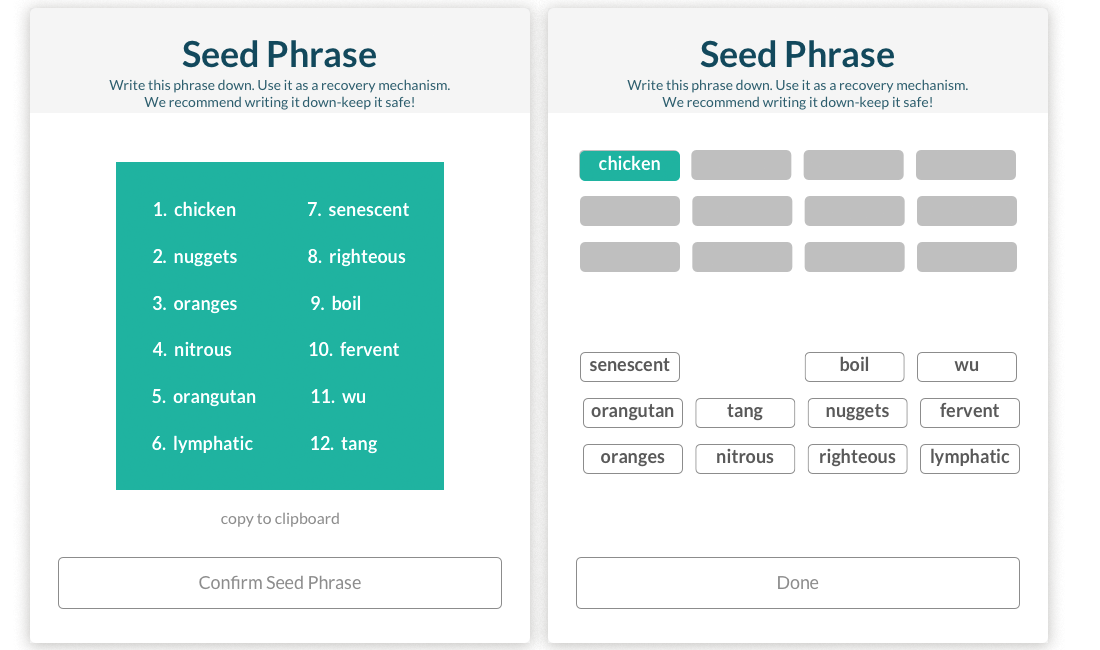 Seed Phrase
Write this phrase down. Use it as a recovery mechanism.
We recommend writing it down-keep it safe!
1. chicken
2. nuggets
3. oranges
4. nitrous
5. orangutan
6. lymphatic
7. senescent
8. righteous
9. boil
10. fervent
11. wu
12. tang
copy to clipboard
Confirm Seed Phrase
Seed Phrase
Write this phrase down. Use it as a recovery mechanism.
We recommend writing it down-keep it safe!
chicken
senescent boil wu
orangutan tang nuggets fervent
oranges nitrous righteous lymphatic
Done